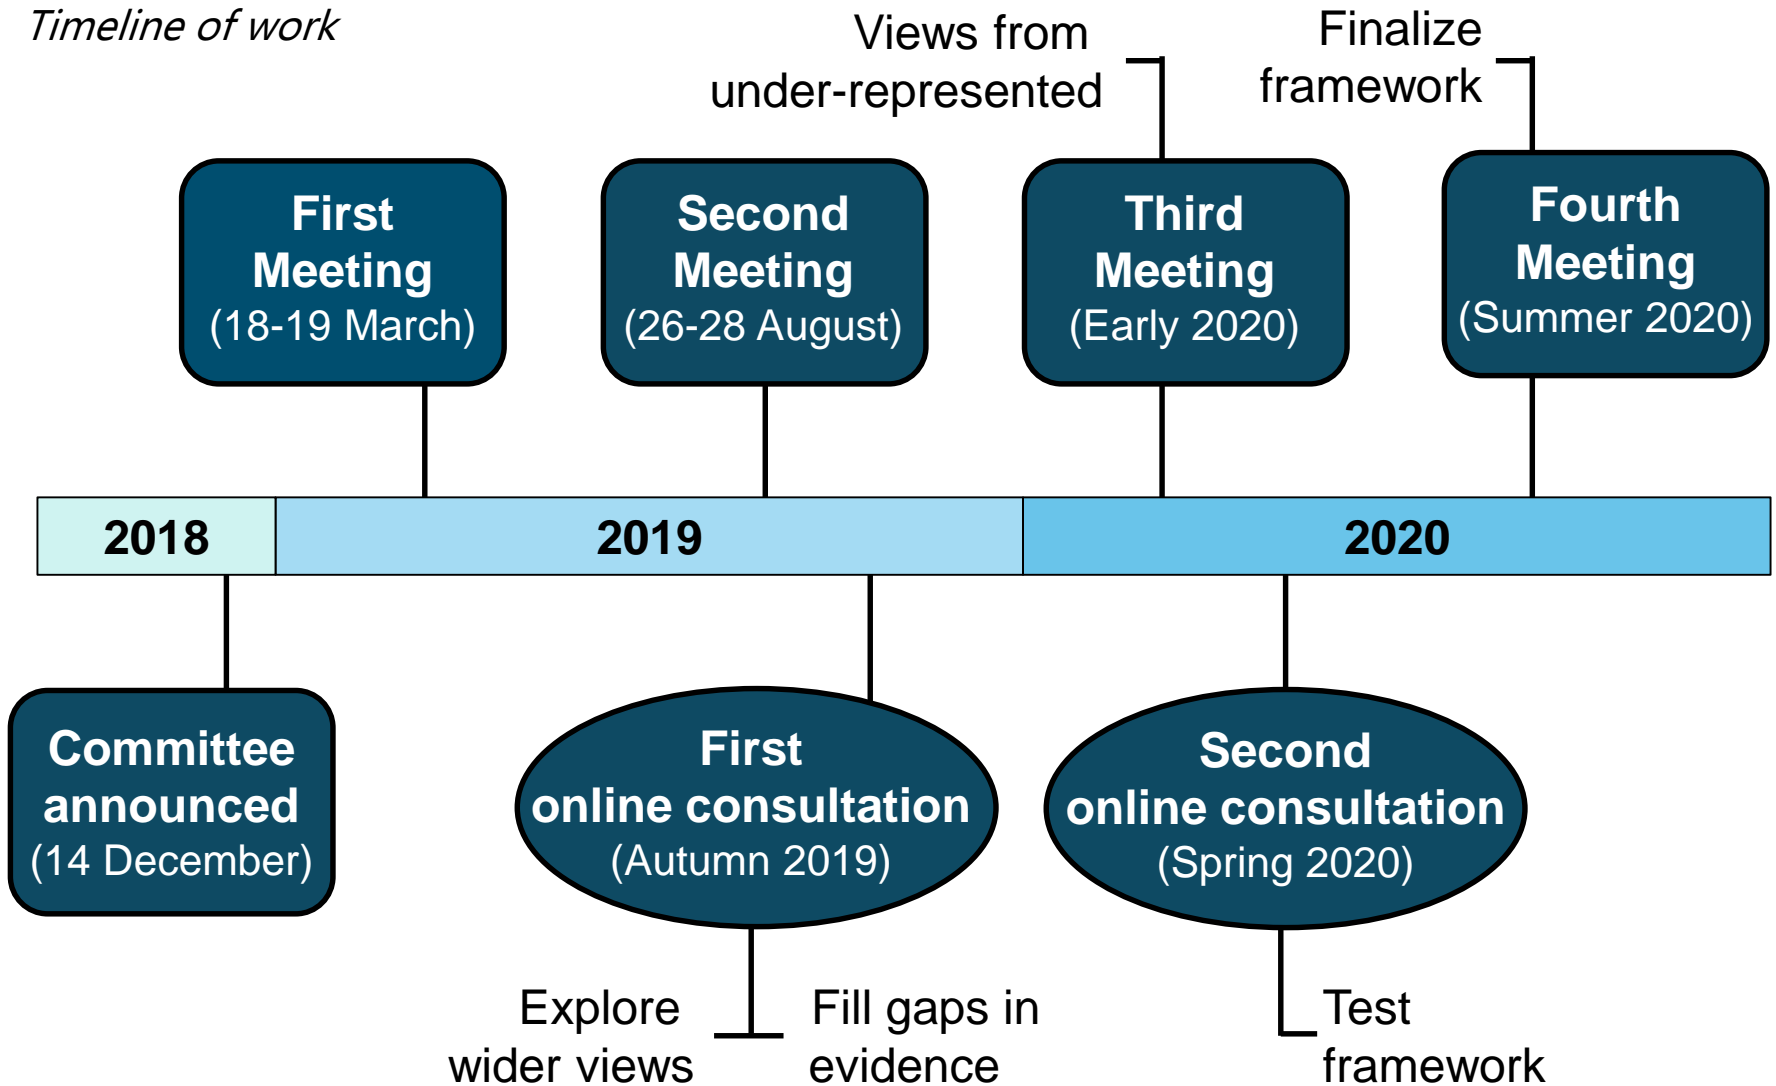 Timeline of work
Views from
under-represented
Finalize
framework
First
Meeting
(18-19 March)
Second
Meeting
(26-28 August)
Third
Meeting
(Early 2020)
Fourth
Meeting
(Summer 2020)
2018
2019
2020
Committee
announced
(14 December)
First
online consultation
(Autumn 2019)
Second
online consultation
(Spring 2020)
Explore
wider views
Fill gaps in
evidence
Test
framework